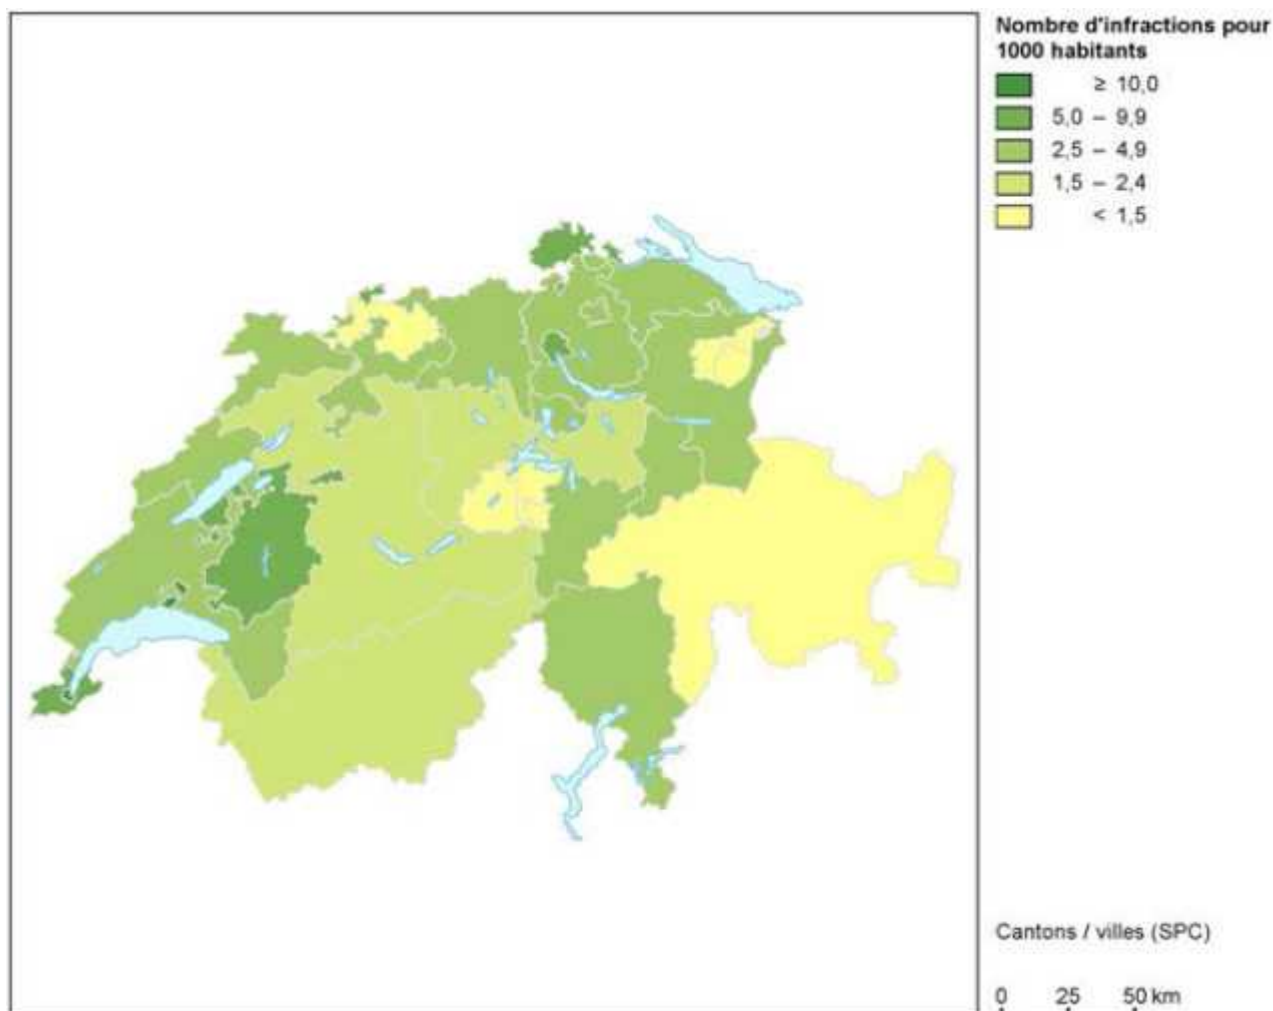 Nombre d'infractions pour
1000 habitants
≥ 10,0
5,0 – 9,9
2,5 – 4,9
1,5 – 2,4
< 1,5
Cantons / villes (SPC)
0 25 50 km